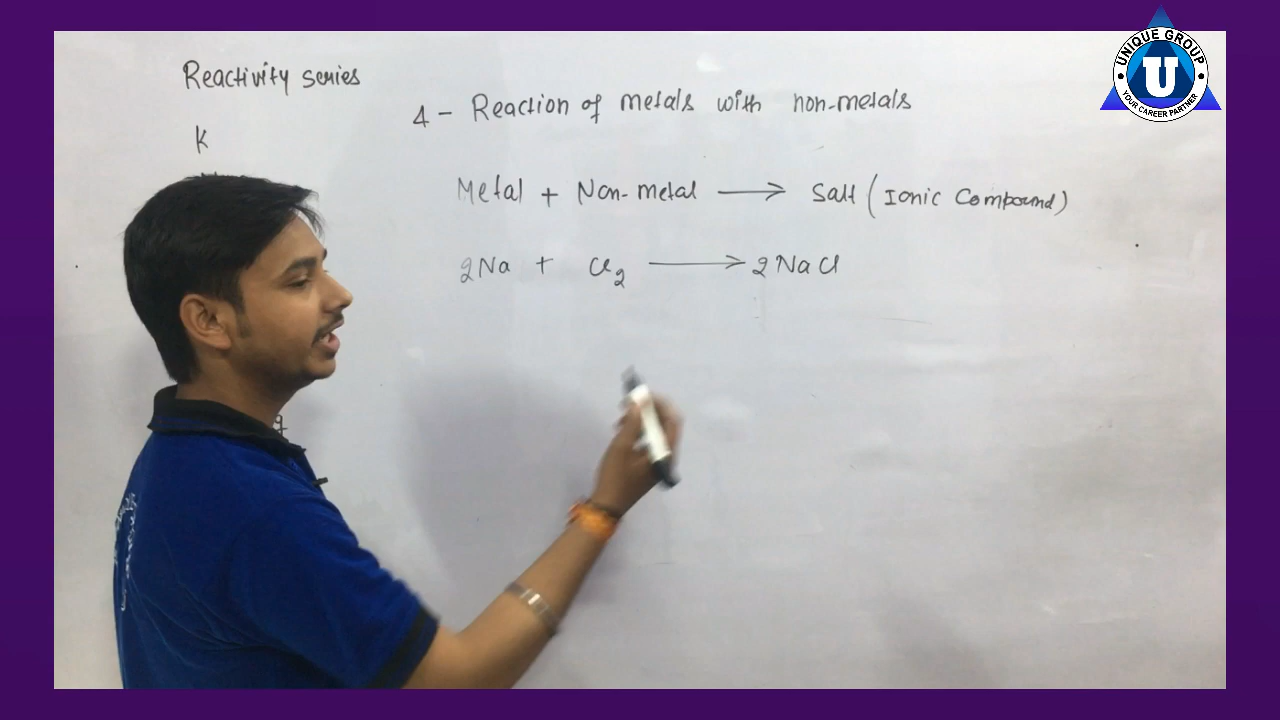 Reactivity series
K
4 - Reaction of metals with non-metals
Metal + Non-metal ⟶ Salt (Ionic Compound)
2Na + Cl₂ ⟶ 2NaCl
UNIQUE GROUP
U
YOUR CAREER PARTNER